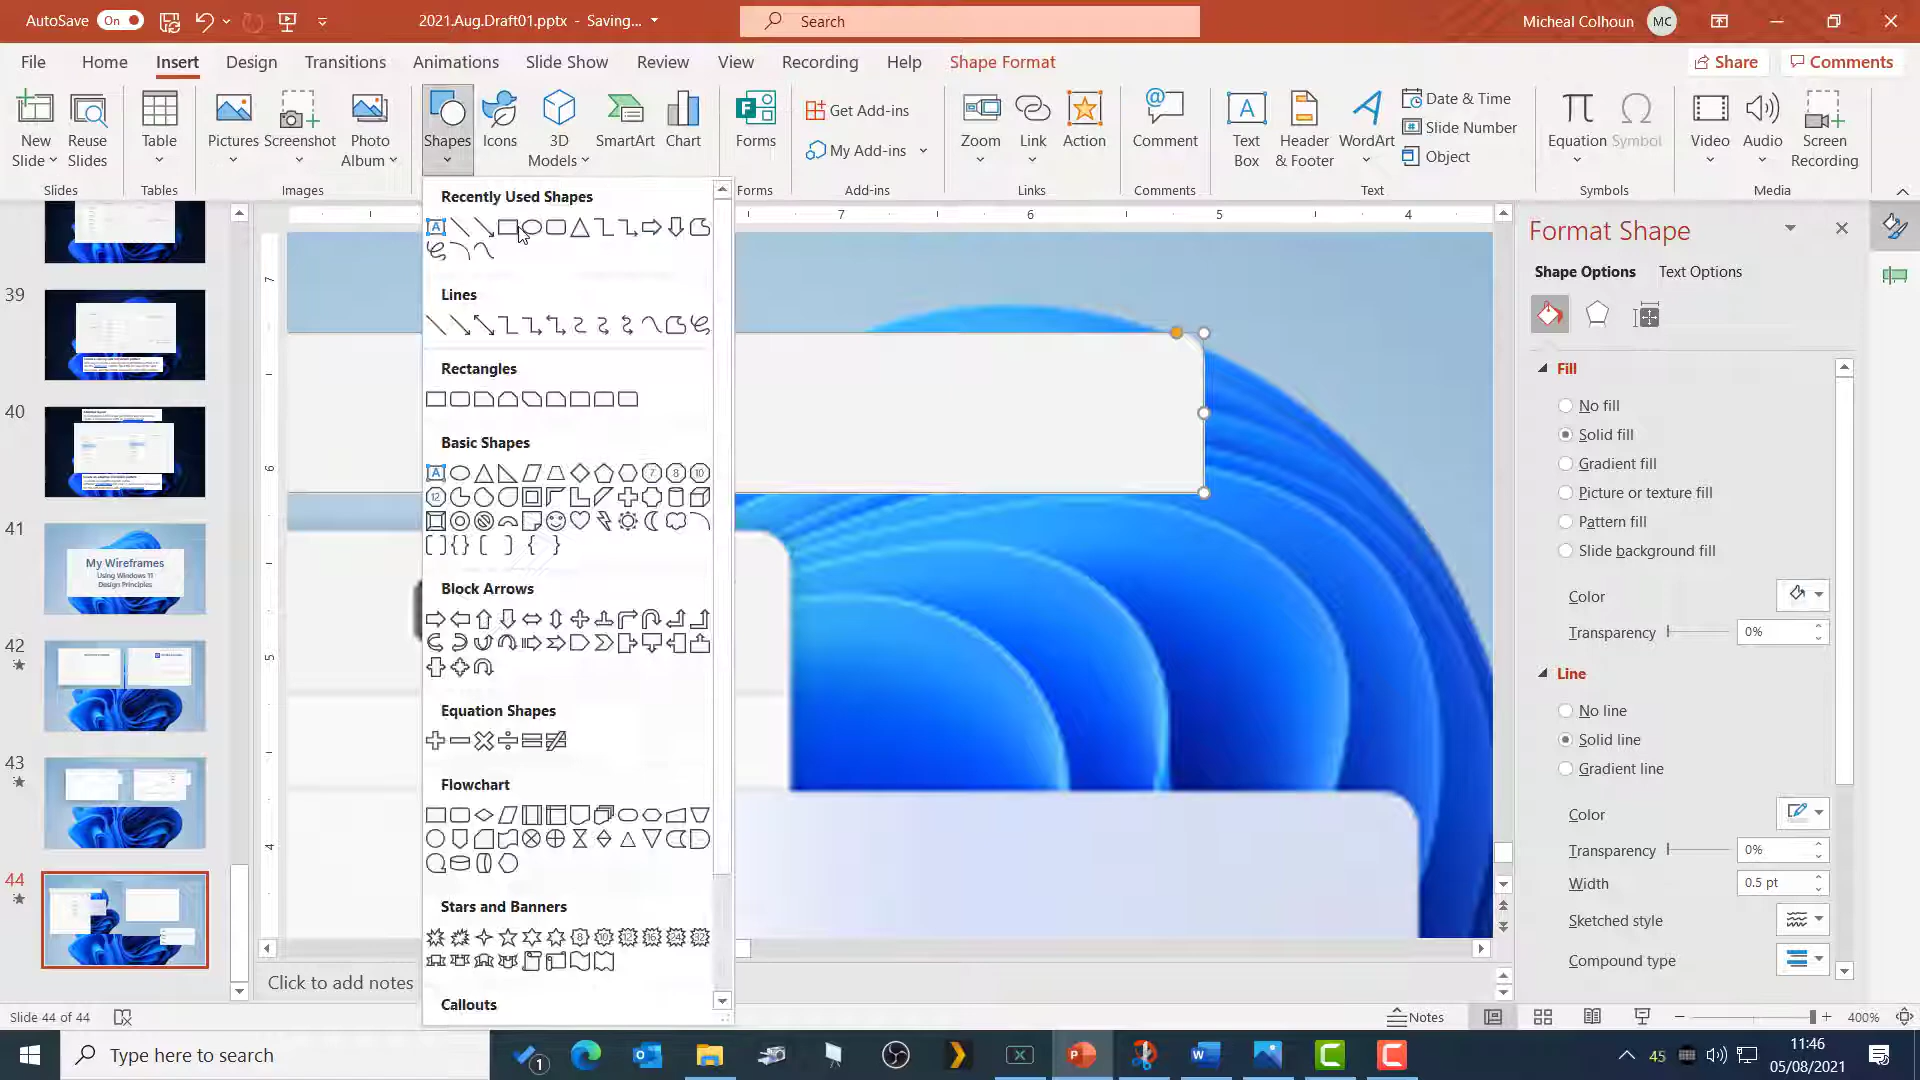 AutoSave On
2021.Aug.Draft01.pptx - Saving...
Search
Micheal Colhoun MC
File Home Insert Design Transitions Animations Slide Show Review View Recording Help Shape Format
Share Comments
New Slide
Reuse Slides
Table
Pictures
Screenshot
Photo Album
Shapes
Icons
3D Models
SmartArt
Chart
Forms
Get Add-ins
My Add-ins
Zoom
Link
Action
Comment
Text Box
Header & Footer
WordArt
Date & Time
Slide Number
Object
Equation
Symbol
Video
Audio
Screen Recording
Slides Tables Images Forms Add-ins Links Comments Text Symbols Media
Recently Used Shapes
Lines
Rectangles
Basic Shapes
Block Arrows
Equation Shapes
Flowchart
Stars and Banners
Callouts
7 6 5 4
7
6
5
4
39
40
41
My Wireframes
Using Windows 11
Design Principles
42
43
44
Click to add notes
Format Shape
Shape Options Text Options
Fill
No fill
Solid fill
Gradient fill
Picture or texture fill
Pattern fill
Slide background fill
Color
Transparency 0%
Line
No line
Solid line
Gradient line
Color
Transparency 0%
Width 0.5 pt
Sketched style
Compound type
Slide 44 of 44
Notes
400%
Type here to search
1
45
11:46
05/08/2021